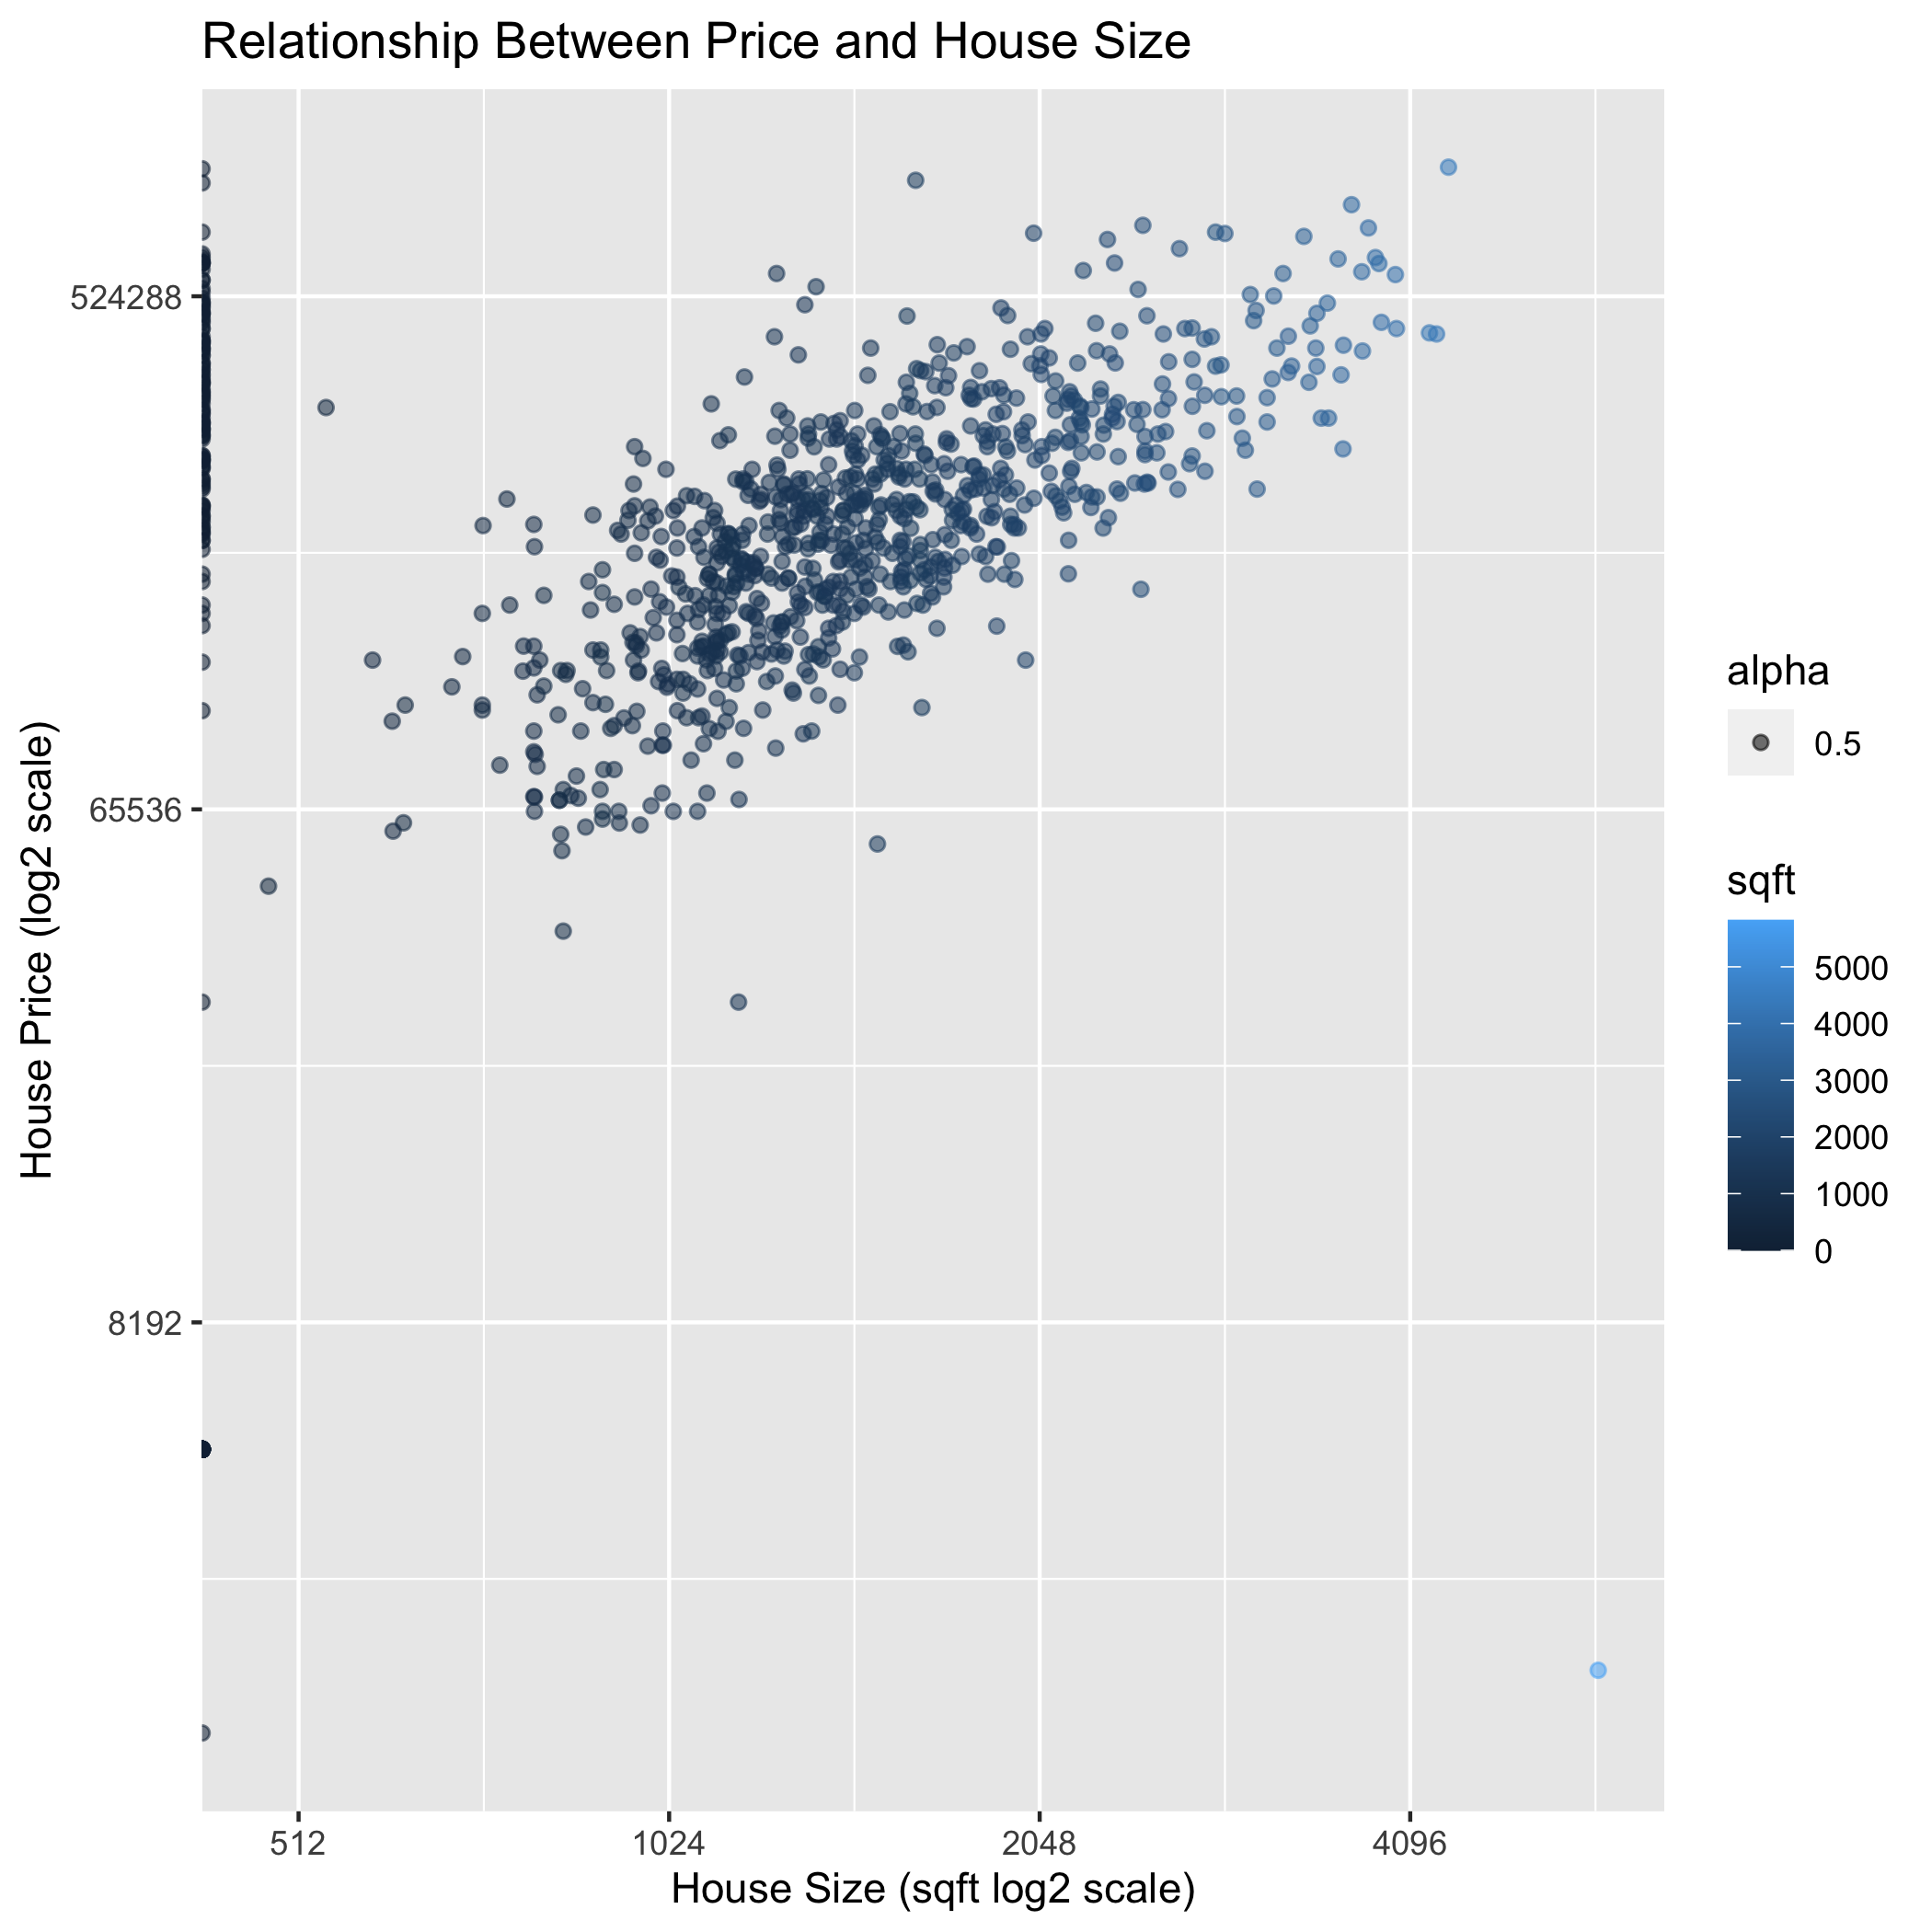 Relationship Between Price and House Size
524288
65536
8192
House Price (log2 scale)
512
1024
2048
4096
House Size (sqft log2 scale)
alpha
0.5
sqft
5000
4000
3000
2000
1000
0